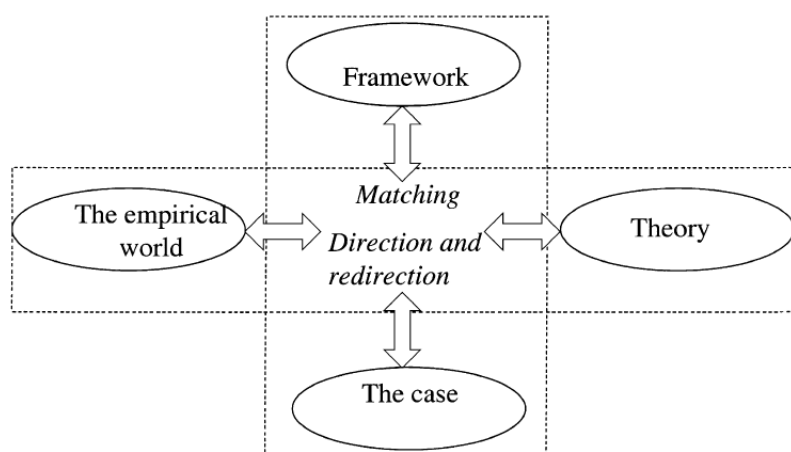 Framework
Matching
The empirical
world
Direction and
redirection
Theory
The case